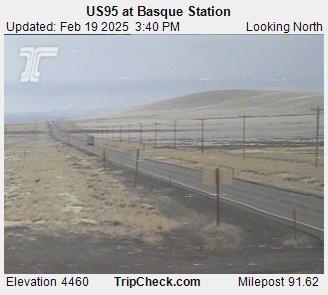 US95 at Basque Station
Updated: Feb 19 2025  3:40 PM Looking North
Elevation 4460 TripCheck.com Milepost 91.62